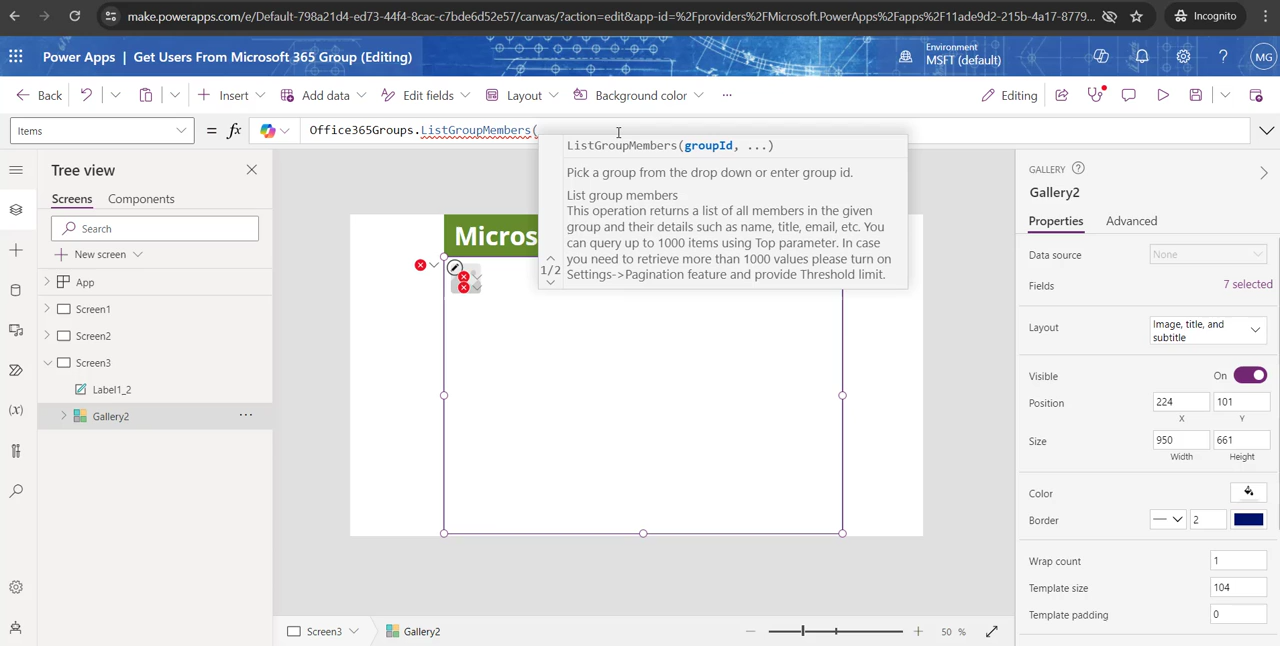 make.powerapps.com/e/Default-798a21d4-ed73-44f4-8cac-c7bde6d52e57/canvas/?action=edit&app-id=%2Fproviders%2FMicrosoft.PowerApps%2Fapps%2F11ade9d2-215b-4a17-8779...
Incognito
Power Apps | Get Users From Microsoft 365 Group (Editing)
Environment
MSFT (default)
MG
Back
Insert
Add data
Edit fields
Layout
Background color
...
Editing
Items
= fx
Office365Groups.ListGroupMembers(
ListGroupMembers(groupId, ...)
Pick a group from the drop down or enter group id.
List group members
This operation returns a list of all members in the given
group and their details such as name, title, email, etc. You
can query up to 1000 items using Top parameter. In case
you need to retrieve more than 1000 values please turn on
Settings->Pagination feature and provide Threshold limit.
1/2
Tree view
Screens
Components
Search
New screen
App
Screen1
Screen2
Screen3
Label1_2
Gallery2
...
(x)
Micros
GALLERY
Gallery2
Properties
Advanced
Data source
None
Fields
7 selected
Layout
Image, title, and
subtitle
Visible
On
Position
224
101
X
Y
Size
950
661
Width
Height
Color
Border
2
Wrap count
1
Template size
104
Template padding
0
Screen3
Gallery2
50 %